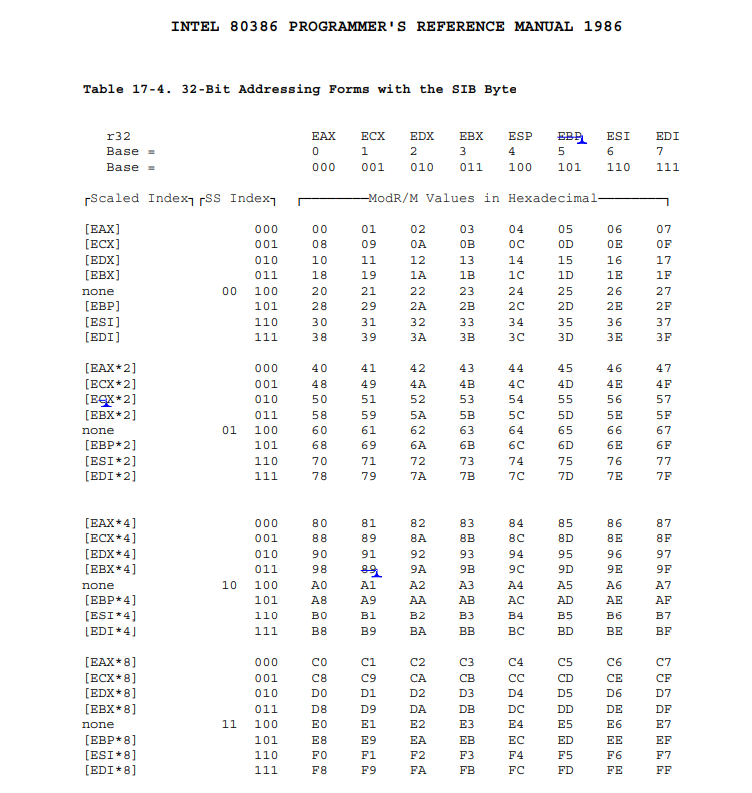 INTEL 80386 PROGRAMMER'S REFERENCE MANUAL 1986
Table 17-4. 32-Bit Addressing Forms with the SIB Byte
r32 EAX ECX EDX EBX ESP EBP ESI EDI
Base = 0 1 2 3 4 5 6 7
Base = 000 001 010 011 100 101 110 111
┌Scaled Index┐┌SS Index┐ ┌────────ModR/M Values in Hexadecimal────────┐
[EAX] 000 00 01 02 03 04 05 06 07
[ECX] 001 08 09 0A 0B 0C 0D 0E 0F
[EDX] 010 10 11 12 13 14 15 16 17
[EBX] 011 18 19 1A 1B 1C 1D 1E 1F
none 00 100 20 21 22 23 24 25 26 27
[EBP] 101 28 29 2A 2B 2C 2D 2E 2F
[ESI] 110 30 31 32 33 34 35 36 37
[EDI] 111 38 39 3A 3B 3C 3D 3E 3F
[EAX*2] 000 40 41 42 43 44 45 46 47
[ECX*2] 001 48 49 4A 4B 4C 4D 4E 4F
[ECX*2] 010 50 51 52 53 54 55 56 57
[EBX*2] 011 58 59 5A 5B 5C 5D 5E 5F
none 01 100 60 61 62 63 64 65 66 67
[EBP*2] 101 68 69 6A 6B 6C 6D 6E 6F
[ESI*2] 110 70 71 72 73 74 75 76 77
[EDI*2] 111 78 79 7A 7B 7C 7D 7E 7F
[EAX*4] 000 80 81 82 83 84 85 86 87
[ECX*4] 001 88 89 8A 8B 8C 8D 8E 8F
[EDX*4] 010 90 91 92 93 94 95 96 97
[EBX*4] 011 98 89 9A 9B 9C 9D 9E 9F
none 10 100 A0 A1 A2 A3 A4 A5 A6 A7
[EBP*4] 101 A8 A9 AA AB AC AD AE AF
[ESI*4] 110 B0 B1 B2 B3 B4 B5 B6 B7
[EDI*4] 111 B8 B9 BA BB BC BD BE BF
[EAX*8] 000 C0 C1 C2 C3 C4 C5 C6 C7
[ECX*8] 001 C8 C9 CA CB CC CD CE CF
[EDX*8] 010 D0 D1 D2 D3 D4 D5 D6 D7
[EBX*8] 011 D8 D9 DA DB DC DD DE DF
none 11 100 E0 E1 E2 E3 E4 E5 E6 E7
[EBP*8] 101 E8 E9 EA EB EC ED EE EF
[ESI*8] 110 F0 F1 F2 F3 F4 F5 F6 F7
[EDI*8] 111 F8 F9 FA FB FC FD FE FF